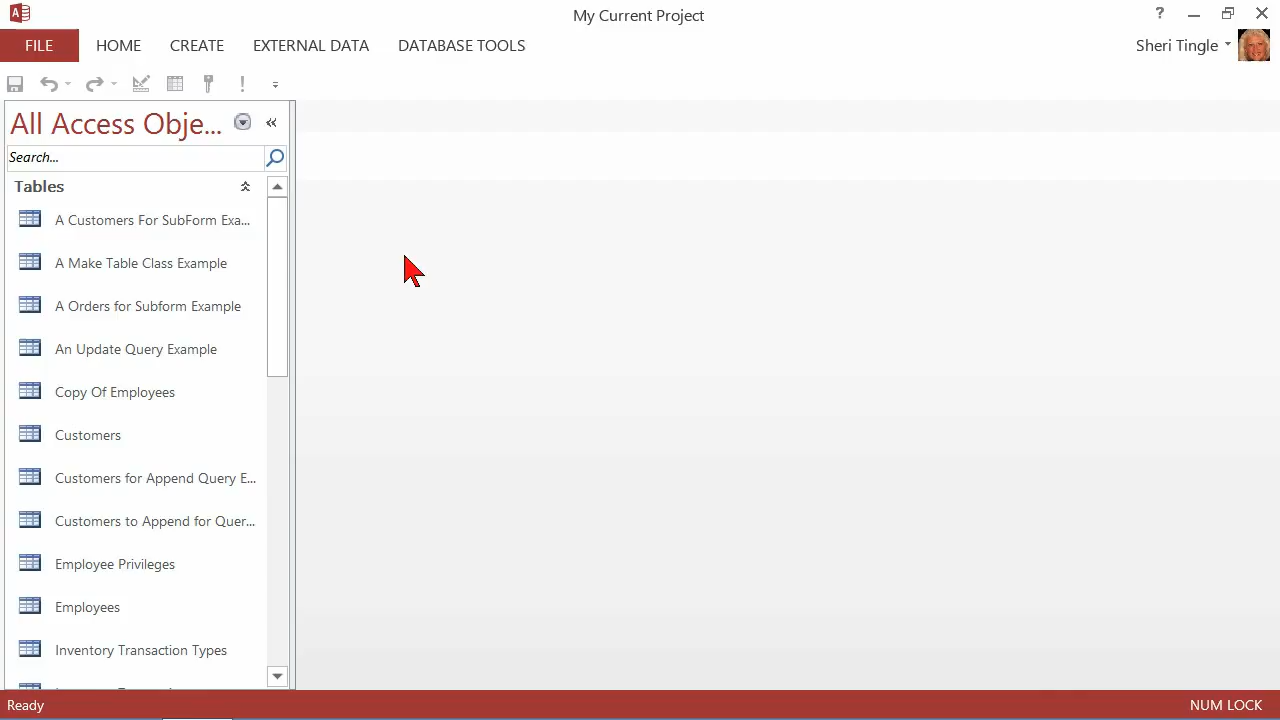 My Current Project
?
FILE HOME CREATE EXTERNAL DATA DATABASE TOOLS Sheri Tingle
All Access Obje... «
Search...
Tables
A Customers For SubForm Exa...
A Make Table Class Example
A Orders for Subform Example
An Update Query Example
Copy Of Employees
Customers
Customers for Append Query E...
Customers to Append for Quer...
Employee Privileges
Employees
Inventory Transaction Types
Ready NUM LOCK